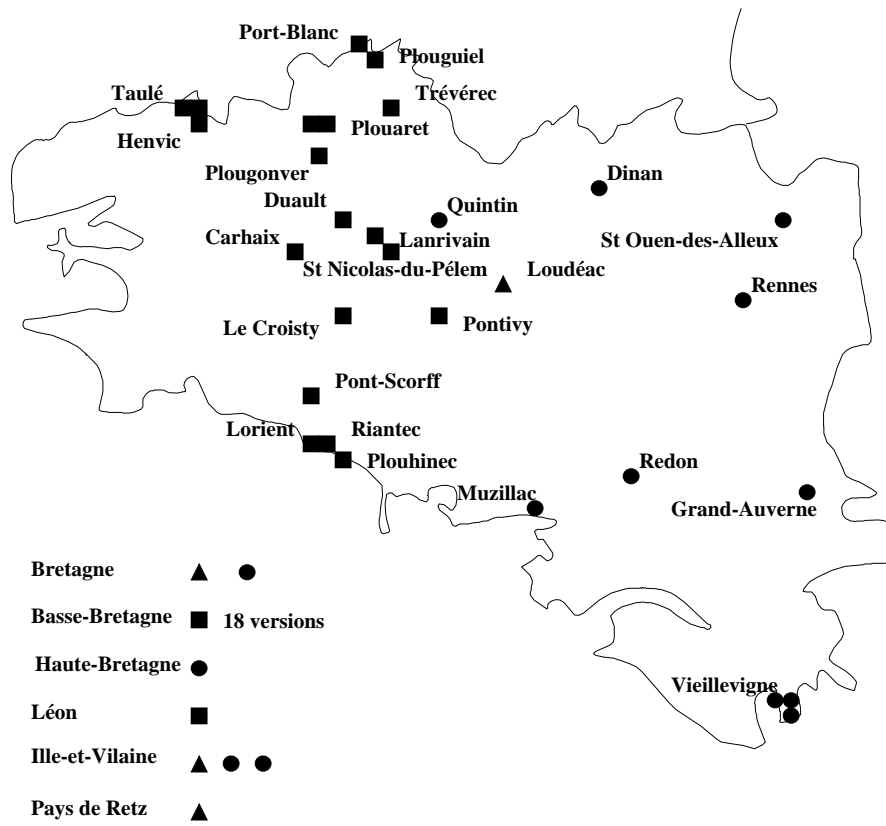 Port-Blanc
Plouguiel
Taulé
Trévérec
Henvic
Plouaret
Plougonver
Dinan
Duault
Quintin
Carhaix
Lanrivain
St Ouen-des-Alleux
St Nicolas-du-Pélem
Loudéac
Rennes
Le Croisty
Pontivy
Pont-Scorff
Lorient
Riantec
Plouhinec
Redon
Muzillac
Grand-Auverne
Bretagne
Basse-Bretagne 18 versions
Haute-Bretagne
Vieillevigne
Léon
Ille-et-Vilaine
Pays de Retz